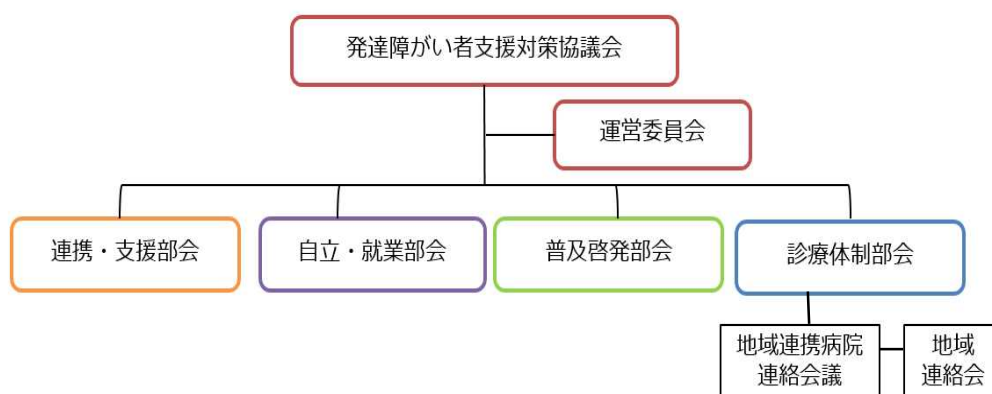 発達障がい者支援対策協議会
運営委員会
連携・支援部会
自立・就業部会
普及啓発部会
診療体制部会
地域連携病院
連絡会議
地域
連絡会